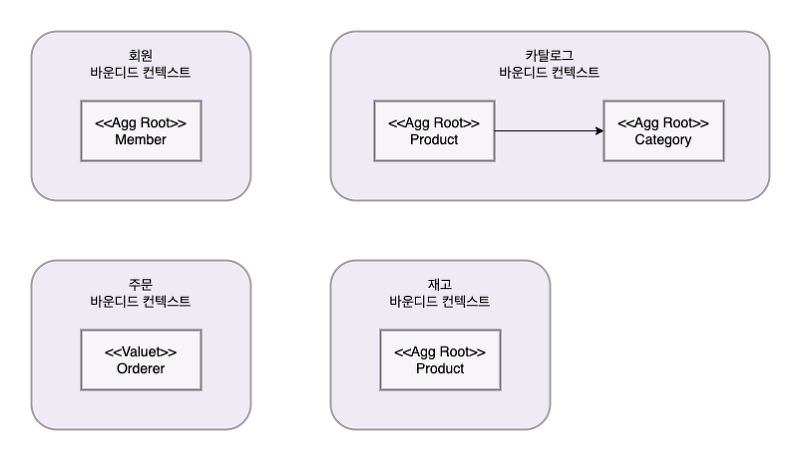 회원
바운디드 컨텍스트
<<Agg Root>>
Member
카탈로그
바운디드 컨텍스트
<<Agg Root>>
Product
<<Agg Root>>
Category
주문
바운디드 컨텍스트
<<Valuet>>
Orderer
재고
바운디드 컨텍스트
<<Agg Root>>
Product